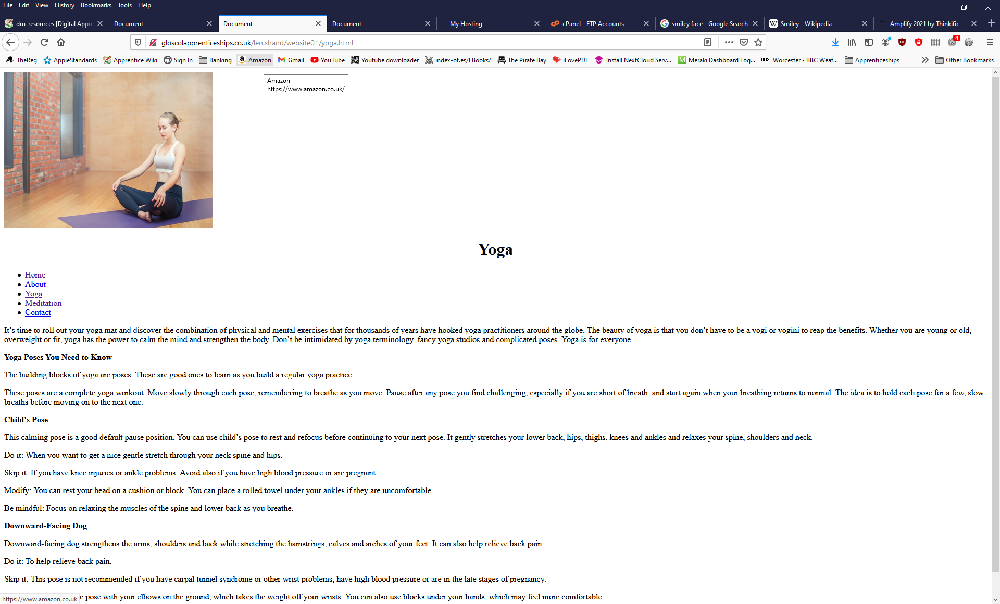 File Edit View History Bookmarks Tools Help
dm_resources [Digital Appre
Document
Document
Document
- - My Hosting
cPanel - FTP Accounts
smiley face - Google Search
Smiley - Wikipedia
Amplify 2021 by Thinkific
gloscolapprenticeships.co.uk/len.shand/website01/yoga.html
4
TheReg AppieStandards Apprentice Wiki Sign In Banking Amazon Gmail YouTube Youtube downloader index-of.es/EBooks/ The Pirate Bay iLovePDF Install NextCloud Serv... Meraki Dashboard Log... Worcester - BBC Weat... Apprenticeships Other Bookmarks
Amazon
https://www.amazon.co.uk/
Yoga
Home
About
Yoga
Meditation
Contact
It’s time to roll out your yoga mat and discover the combination of physical and mental exercises that for thousands of years have hooked yoga practitioners around the globe. The beauty of yoga is that you don’t have to be a yogi or yogini to reap the benefits. Whether you are young or old,
overweight or fit, yoga has the power to calm the mind and strengthen the body. Don’t be intimidated by yoga terminology, fancy yoga studios and complicated poses. Yoga is for everyone.
Yoga Poses You Need to Know
The building blocks of yoga are poses. These are good ones to learn as you build a regular yoga practice.
These poses are a complete yoga workout. Move slowly through each pose, remembering to breathe as you move. Pause after any pose you find challenging, especially if you are short of breath, and start again when your breathing returns to normal. The idea is to hold each pose for a few, slow
breaths before moving on to the next one.
Child's Pose
This calming pose is a good default pause position. You can use child’s pose to rest and refocus before continuing to your next pose. It gently stretches your lower back, hips, thighs, knees and ankles and relaxes your spine, shoulders and neck.
Do it: When you want to get a nice gentle stretch through your neck spine and hips.
Skip it: If you have knee injuries or ankle problems. Avoid also if you have high blood pressure or are pregnant.
Modify: You can rest your head on a cushion or block. You can place a rolled towel under your ankles if they are uncomfortable.
Be mindful: Focus on relaxing the muscles of the spine and lower back as you breathe.
Downward-Facing Dog
Downward-facing dog strengthens the arms, shoulders and back while stretching the hamstrings, calves and arches of your feet. It can also help relieve back pain.
Do it: To help relieve back pain.
Skip it: This pose is not recommended if you have carpal tunnel syndrome or other wrist problems, have high blood pressure or are in the late stages of pregnancy.
https://www.amazon.co.uk e pose with your elbows on the ground, which takes the weight off your wrists. You can also use blocks under your hands, which may feel more comfortable.